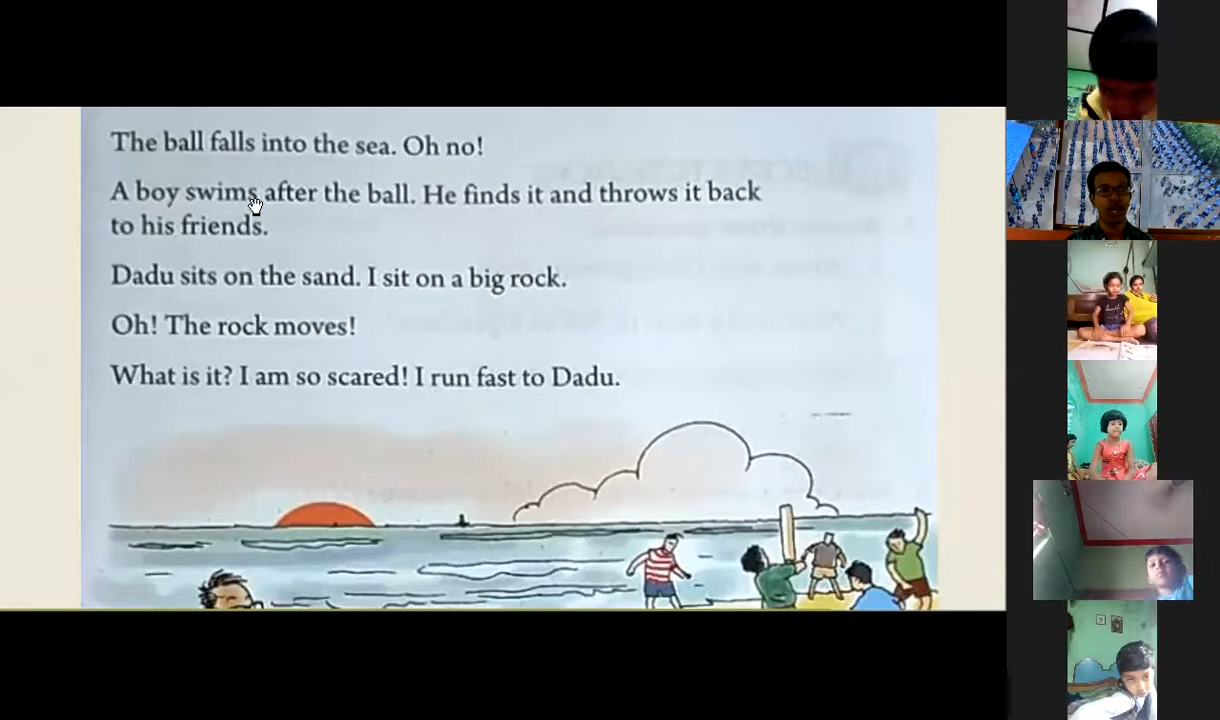 The ball falls into the sea. Oh no!
A boy swims after the ball. He finds it and throws it back
to his friends.
Dadu sits on the sand. I sit on a big rock.
Oh! The rock moves!
What is it? I am so scared! I run fast to Dadu.